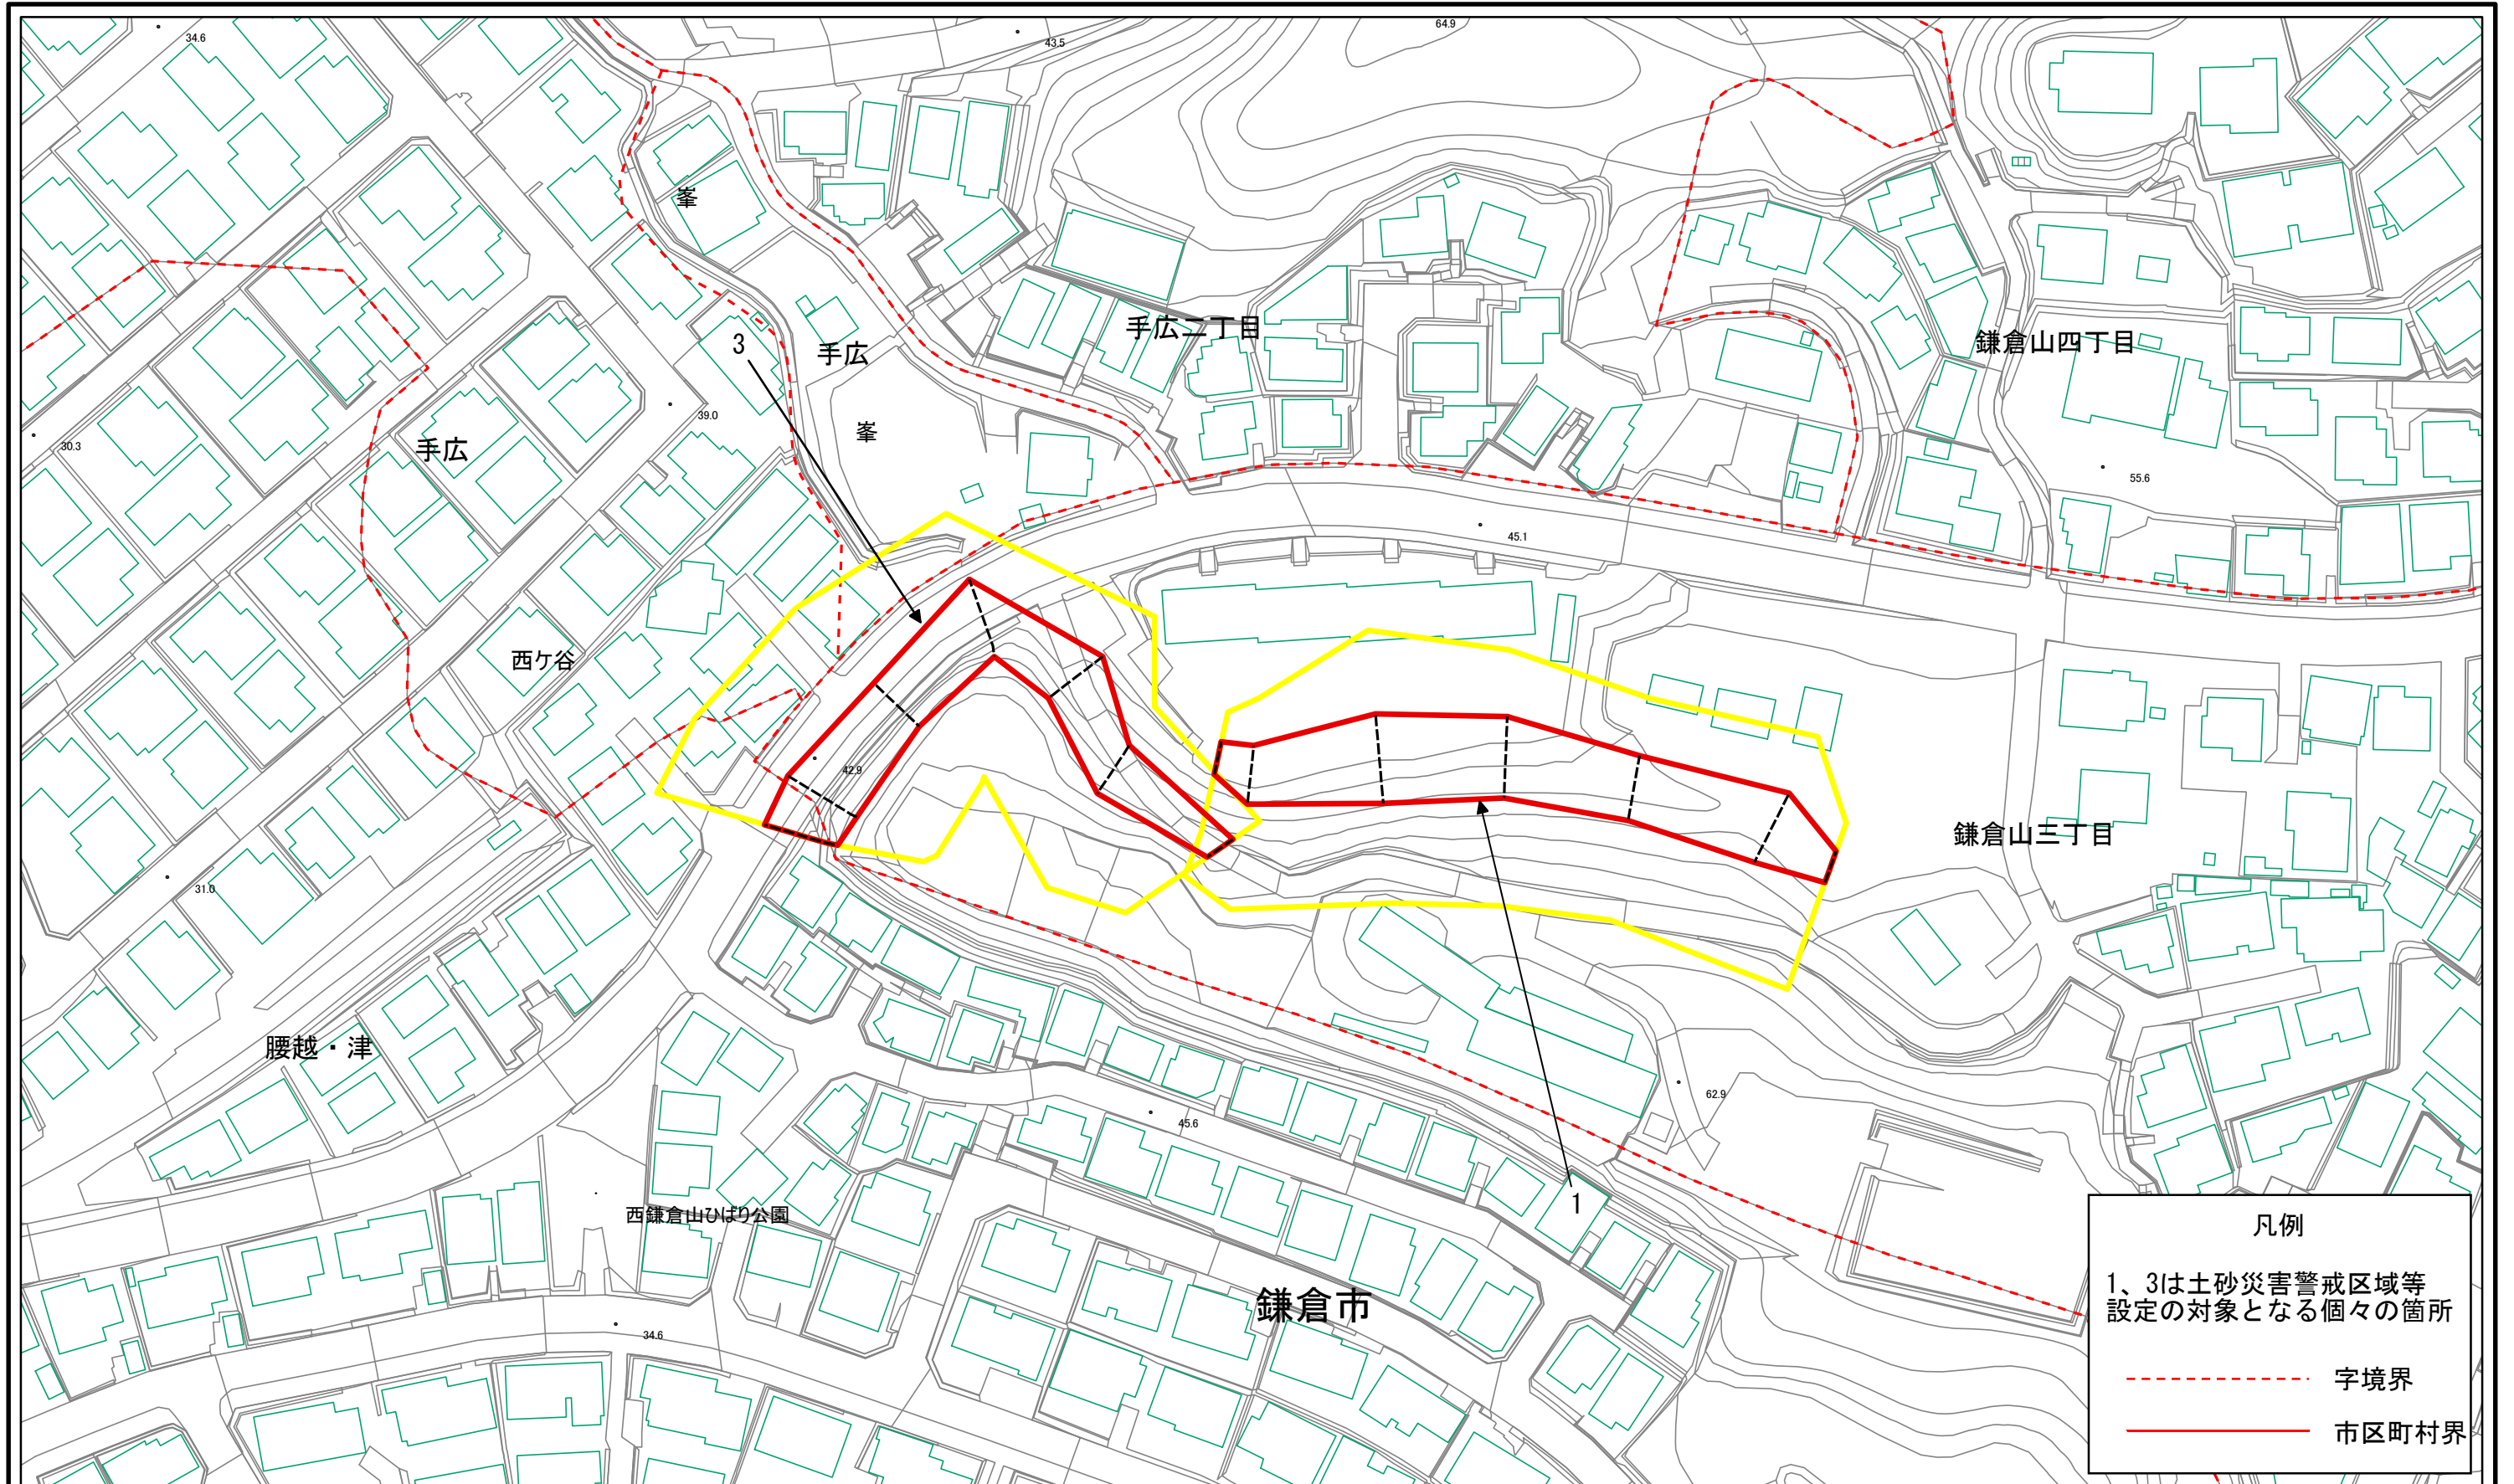 64.9
34.6
43.5
峯
手広二丁目
鎌倉山四丁目
3
手広
39.0
峯
30.3
手広
55.6
45.1
西ケ谷
42.9
鎌倉山三丁目
31.0
腰越・津
62.9
45.6
1
西鎌倉山ひばり公園
鎌倉市
34.6
凡例
1、3は土砂災害警戒区域等
設定の対象となる個々の箇所
字境界
市区町村界